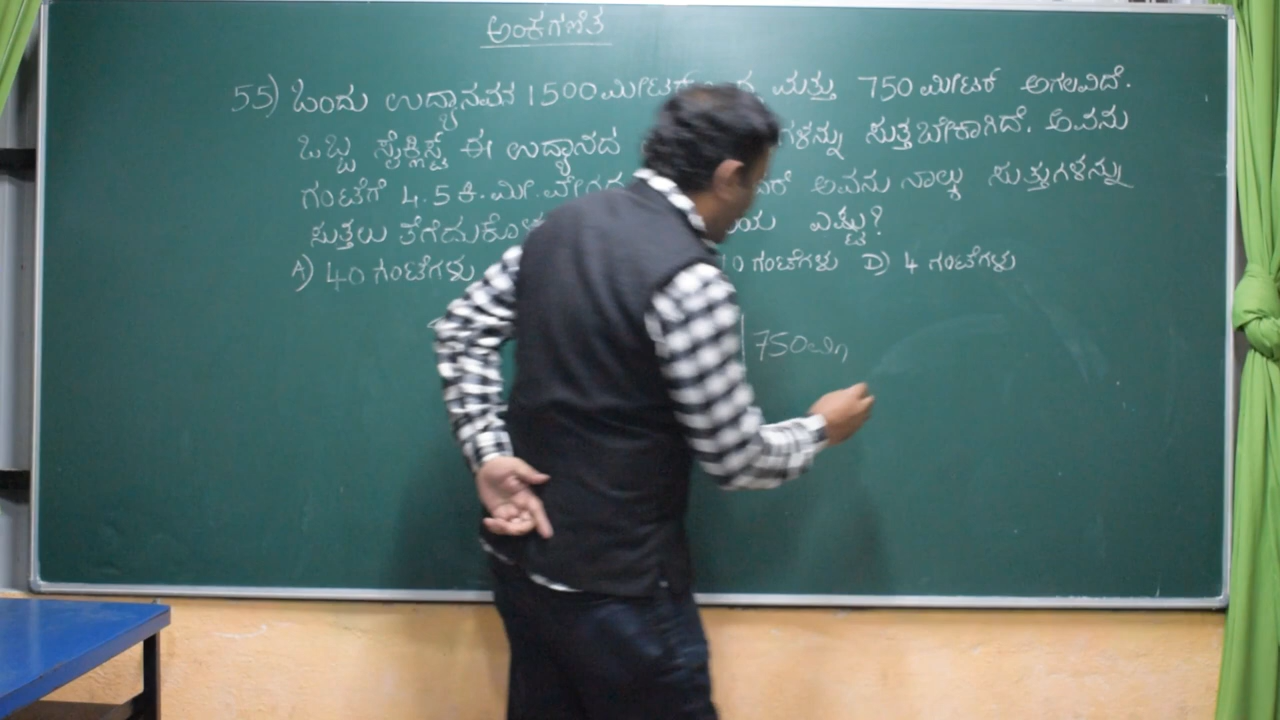 ಅಂಕಗಣಿತ
55) ಒಂದು ಉದ್ಯಾನವು 1500 ಮೀಟರ್ ಮತ್ತು 750 ಮೀಟರ್ ಅಗಲವಿದೆ.
ಒಬ್ಬ ಸೈಕ್ಲಿಸ್ಟ್ ಈ ಉದ್ಯಾನದ ಗಳನ್ನು ಸುತ್ತಬೇಕಾಗಿದೆ. ಅವನು
ಗಂಟೆಗೆ 4.5 ಕಿ.ಮೀ. ಅವನು ನಾಲ್ಕು ಸುತ್ತುಗಳನ್ನು
ಸುತ್ತಲು ಎಷ್ಟು?
A) 40 ಗಂಟೆಗಳು 10 ಗಂಟೆಗಳು D) 4 ಗಂಟೆಗಳು
750ಮೀ